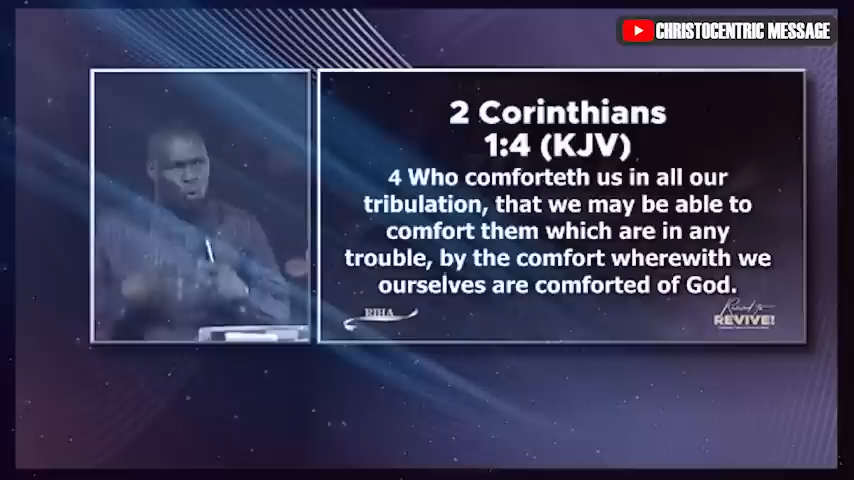 CHRISTOCENTRIC MESSAGE
2 Corinthians
1:4 (KJV)
4 Who comforteth us in all our
tribulation, that we may be able to
comfort them which are in any
trouble, by the comfort wherewith we
ourselves are comforted of God.
REVIVE!